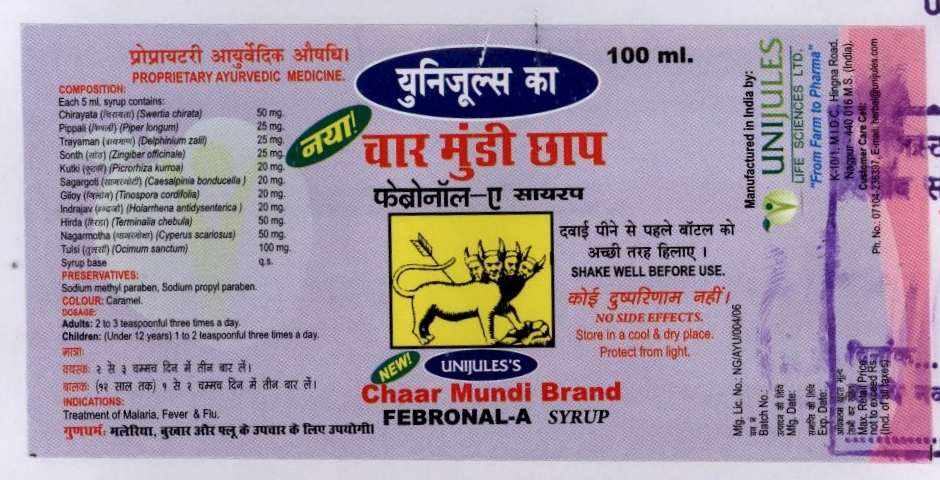 प्रोप्रायटरी आयुर्वेदिक औषधि।
PROPRIETARY AYURVEDIC MEDICINE.
COMPOSITION:
Each 5 ml. syrup contains:
Chirayata (चिरायता) (Swertia chirata) 50 mg.
Pippali (पिप्पली) (Piper longum) 25 mg.
Trayaman (त्रायमाण) (Delphinium zalil) 25 mg.
Sonth (सोंठ) (Zingiber officinale) 25 mg.
Kutki (कुटकी) (Picrorhiza kurroa) 20 mg.
Sagargoti (सागरगोटी) (Caesalpinia bonducella ) 20 mg.
Giloy (गिलोय) (Tinospora cordifolia) 20 mg.
Indrajav (इन्द्रजौ) (Holarrhena antidysenterica ) 20 mg.
Hirda (हिरडा) (Terminalia chebula) 50 mg.
Nagarmotha (नागरमोथा) (Cyperus scariosus) 50 mg.
Tulsi (तुलसी) (Ocimum sanctum) 100 mg.
Syrup base q.s.
PRESERVATIVES:
Sodium methyl paraben, Sodium propyl paraben.
COLOUR: Caramel.
DOSAGE:
Adults: 2 to 3 teaspoonful three times a day.
Children: (Under 12 years) 1 to 2 teaspoonful three times a day.
मात्राः
वयस्कः २ से ३ चम्मच दिन में तीन बार लें।
बालकः (१२ साल तक) १ से २ चम्मच दिन में तीन बार लें।
INDICATIONS:
Treatment of Malaria, Fever & Flu.
गुणधर्मः मलेरिया, बुखार और फ्लू के उपचार के लिए उपयोगी।
युनिजूल्स का
नया!
चार मुंडी छाप
फेब्रोनॉल-ए सायरप
NEW!
UNIJULES'S
Chaar Mundi Brand
FEBRONAL-A SYRUP
100 ml.
दवाई पीने से पहले बॉटल को
अच्छी तरह हिलाए ।
SHAKE WELL BEFORE USE.
कोई दुष्परिणाम नहीं।
NO SIDE EFFECTS.
Store in a cool & dry place.
Protect from light.
Manufactured in India by:
UNIJULES
LIFE SCIENCES LTD.
"From Farm to Pharma"
K-10/1, M.I.D.C., Hingna Road,
Nagpur - 440 016 M.S. (India).
Customer Care Cell:
Ph. No.: 07104-236397, E-mail: herbal@unijules.com
Mfg. Lic. No.: NG/AYU/004/06
Batch No.:
उत्पादन की तिथि
Mfg. Date:
समाप्ति की तिथि
Exp. Date:
Max. Retail Price
not to exceed Rs.:
(Incl. of all taxes)